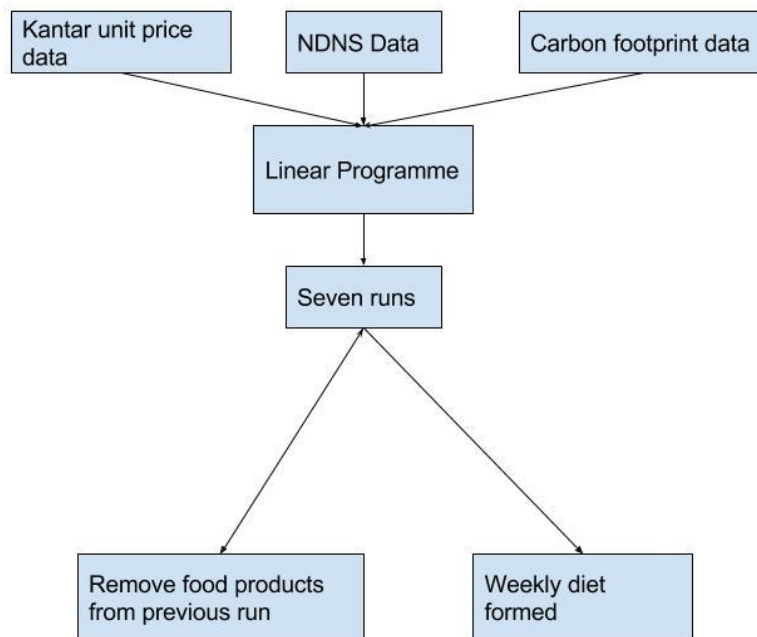 Kantar unit price
data
NDNS Data
Carbon footprint data
Linear Programme
Seven runs
Remove food products
from previous run
Weekly diet
formed